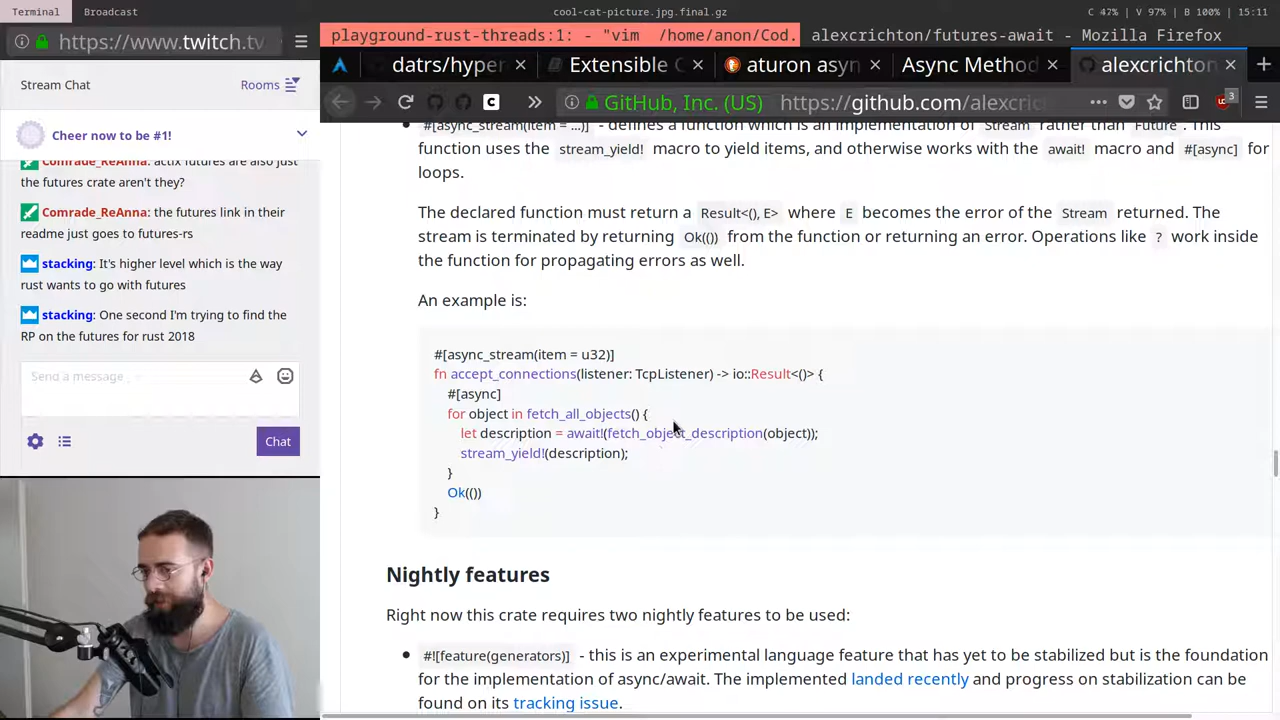 Terminal
Broadcast
cool-cat-picture.jpg.final.gz
C 47% | V 97% | B 100% | 15:11
https://www.twitch.tv
playground-rust-threads:1: - "vim /home/anon/Cod.
alexcrichton/futures-await - Mozilla Firefox
datrs/hyper
Extensible C
aturon asyn
Async Method
alexcrichton
GitHub, Inc. (US)
https://github.com/alexcric
3
Stream Chat
Rooms
Cheer now to be #1!
Comrade_ReAnna: actix futures are also just
the futures crate aren't they?
Comrade_ReAnna: the futures link in their
readme just goes to futures-rs
stacking: It's higher level which is the way
rust wants to go with futures
stacking: One second I'm trying to find the
RP on the futures for rust 2018
Send a message
Chat
#[async_stream(item = ...)] - defines a function which is an implementation of Stream rather than Future. This
function uses the stream_yield! macro to yield items, and otherwise works with the await! macro and #[async] for
loops.
The declared function must return a Result<(), E> where E becomes the error of the Stream returned. The
stream is terminated by returning Ok(()) from the function or returning an error. Operations like ? work inside
the function for propagating errors as well.
An example is:
#[async_stream(item = u32)]
fn accept_connections(listener: TcpListener) -> io::Result<()> {
#[async]
for object in fetch_all_objects() {
let description = await!(fetch_object_description(object));
stream_yield!(description);
}
Ok(())
}
Nightly features
Right now this crate requires two nightly features to be used:
#![feature(generators)] - this is an experimental language feature that has yet to be stabilized but is the foundation
for the implementation of async/await. The implemented landed recently and progress on stabilization can be
found on its tracking issue.